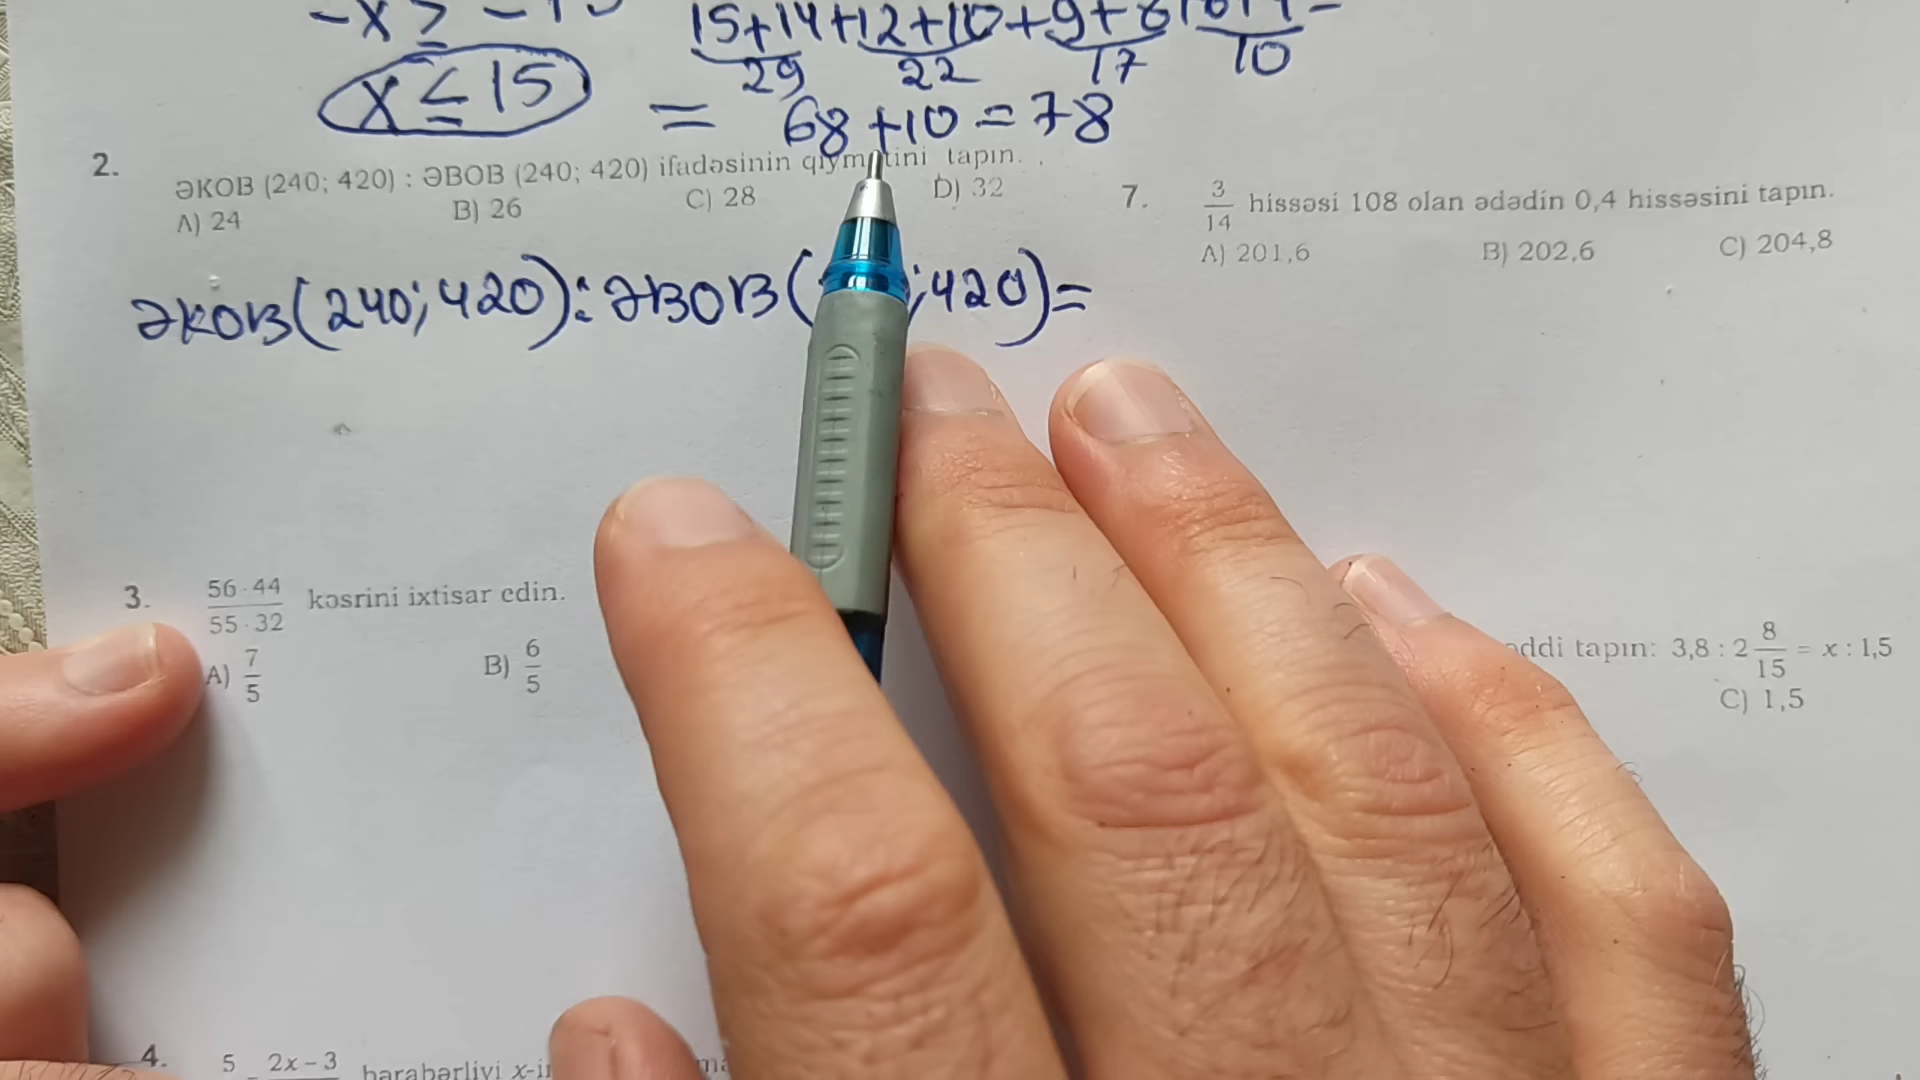 -x ≥ -1
x ≤ 15
15+14+12+10+9+8
29 22 17 10
= 68+10=78
2. ƏKOB (240; 420) : ƏBOB (240; 420) ifadəsinin qiymətini tapın.
A) 24 B) 26 C) 28 D) 32
ƏKOB(240;420):ƏBOB( ;420)=
3. 56·44/55·32 kəsrini ixtisar edin.
A) 7/5 B) 6/5
4. 5 2x-3 bərabərliyi x-in
7. 3/14 hissəsi 108 olan ədədin 0,4 hissəsini tapın.
A) 201,6 B) 202,6 C) 204,8
əddi tapın: 3,8 : 2 8/15 = x : 1,5
C) 1,5